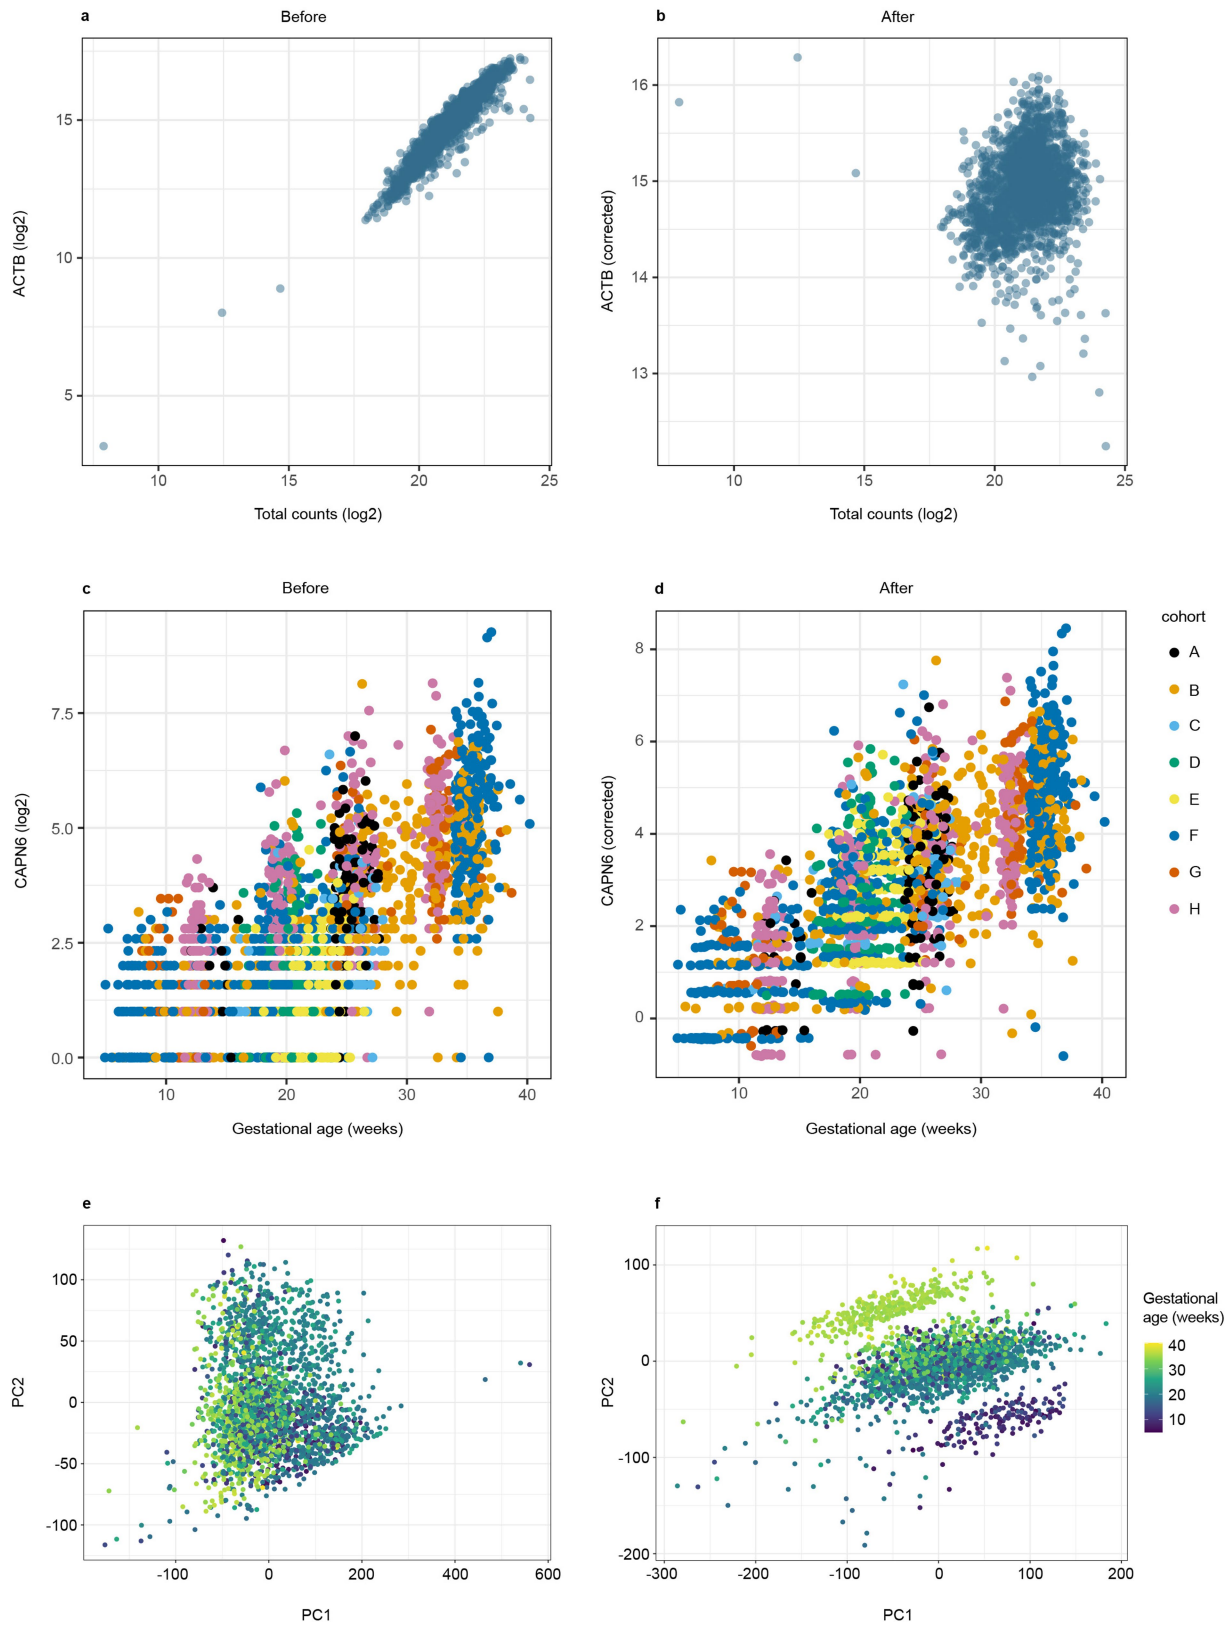 a
Before
15
10
5
ACTB (log2)
10
15
20
25
Total counts (log2)
b
After
16
15
14
13
ACTB (corrected)
10
15
20
25
Total counts (log2)
c
Before
7.5
5.0
2.5
0.0
CAPN6 (log2)
10
20
30
40
Gestational age (weeks)
d
After
8
6
4
2
0
CAPN6 (corrected)
10
20
30
40
Gestational age (weeks)
cohort
A
B
C
D
E
F
G
H
e
100
50
0
-50
-100
PC2
-100
0
200
400
600
PC1
f
100
0
-100
-200
PC2
-300
-200
-100
0
100
200
PC1
Gestational
age (weeks)
40
30
20
10